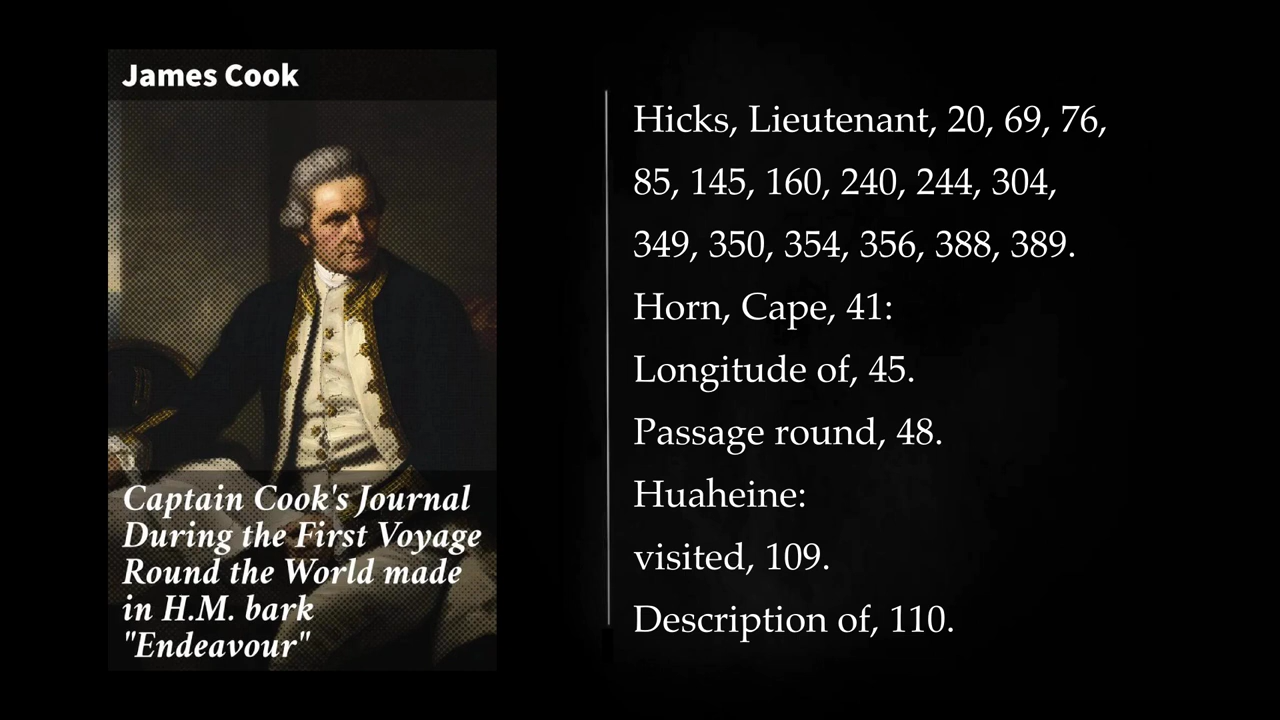 James Cook
Captain Cook's Journal
During the First Voyage
Round the World made
in H.M. bark
"Endeavour"
Hicks, Lieutenant, 20, 69, 76,
85, 145, 160, 240, 244, 304,
349, 350, 354, 356, 388, 389.
Horn, Cape, 41:
Longitude of, 45.
Passage round, 48.
Huaheine:
visited, 109.
Description of, 110.